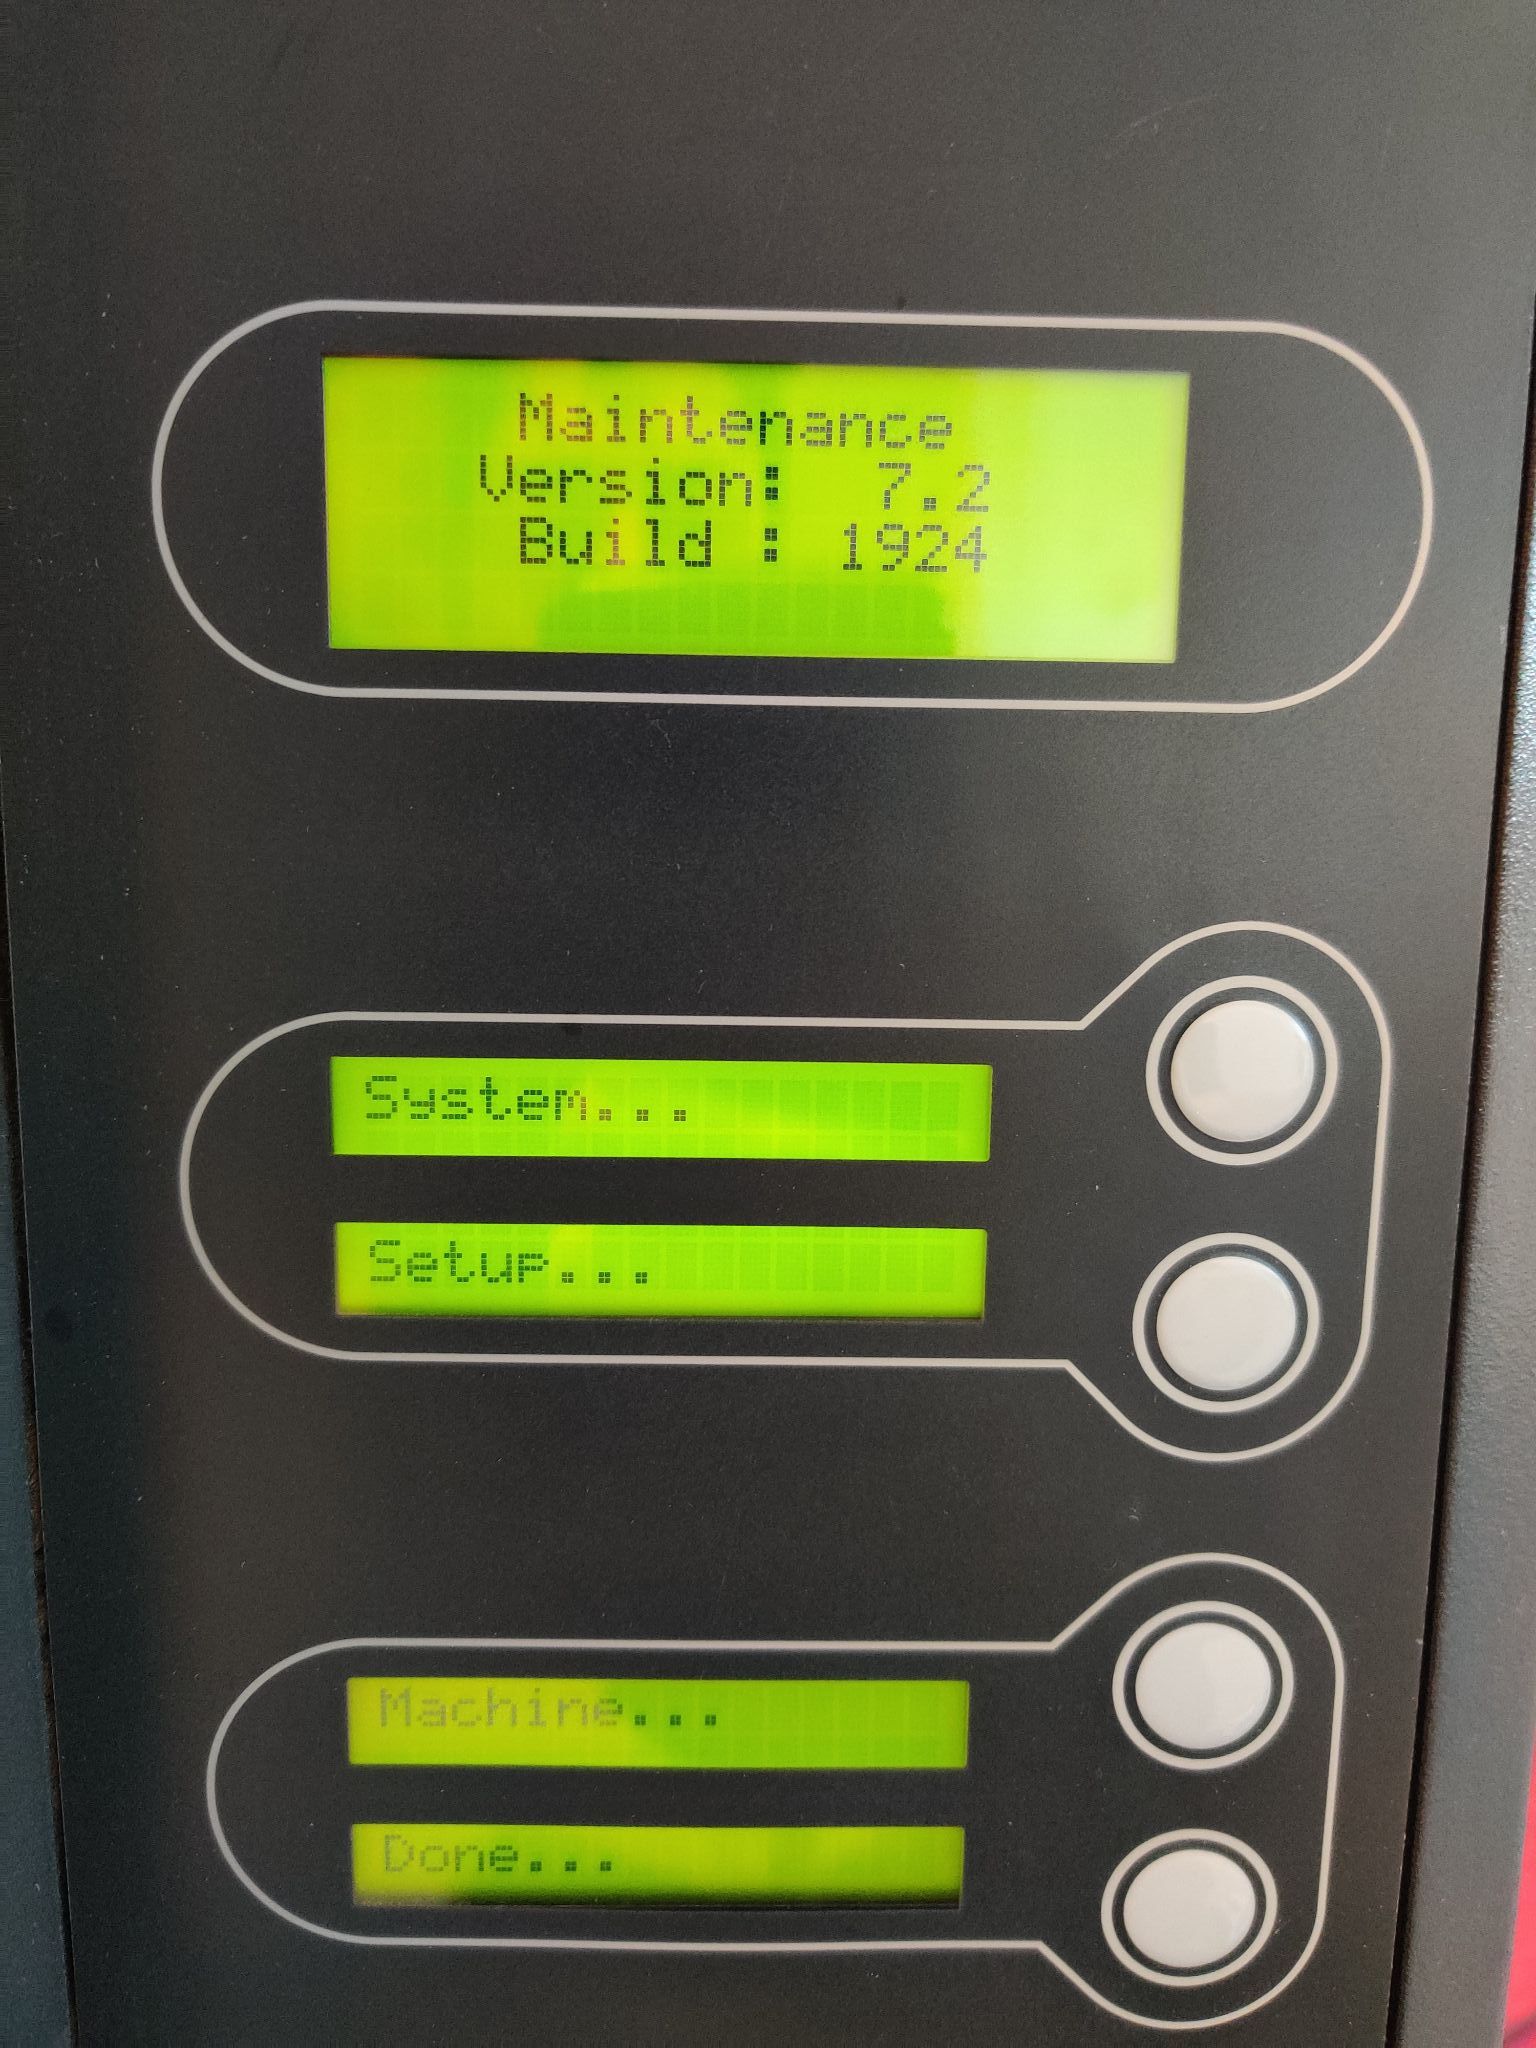 Maintenance
Version:  7.2
Build : 1924
System...
Setup...
Machine...
Done...